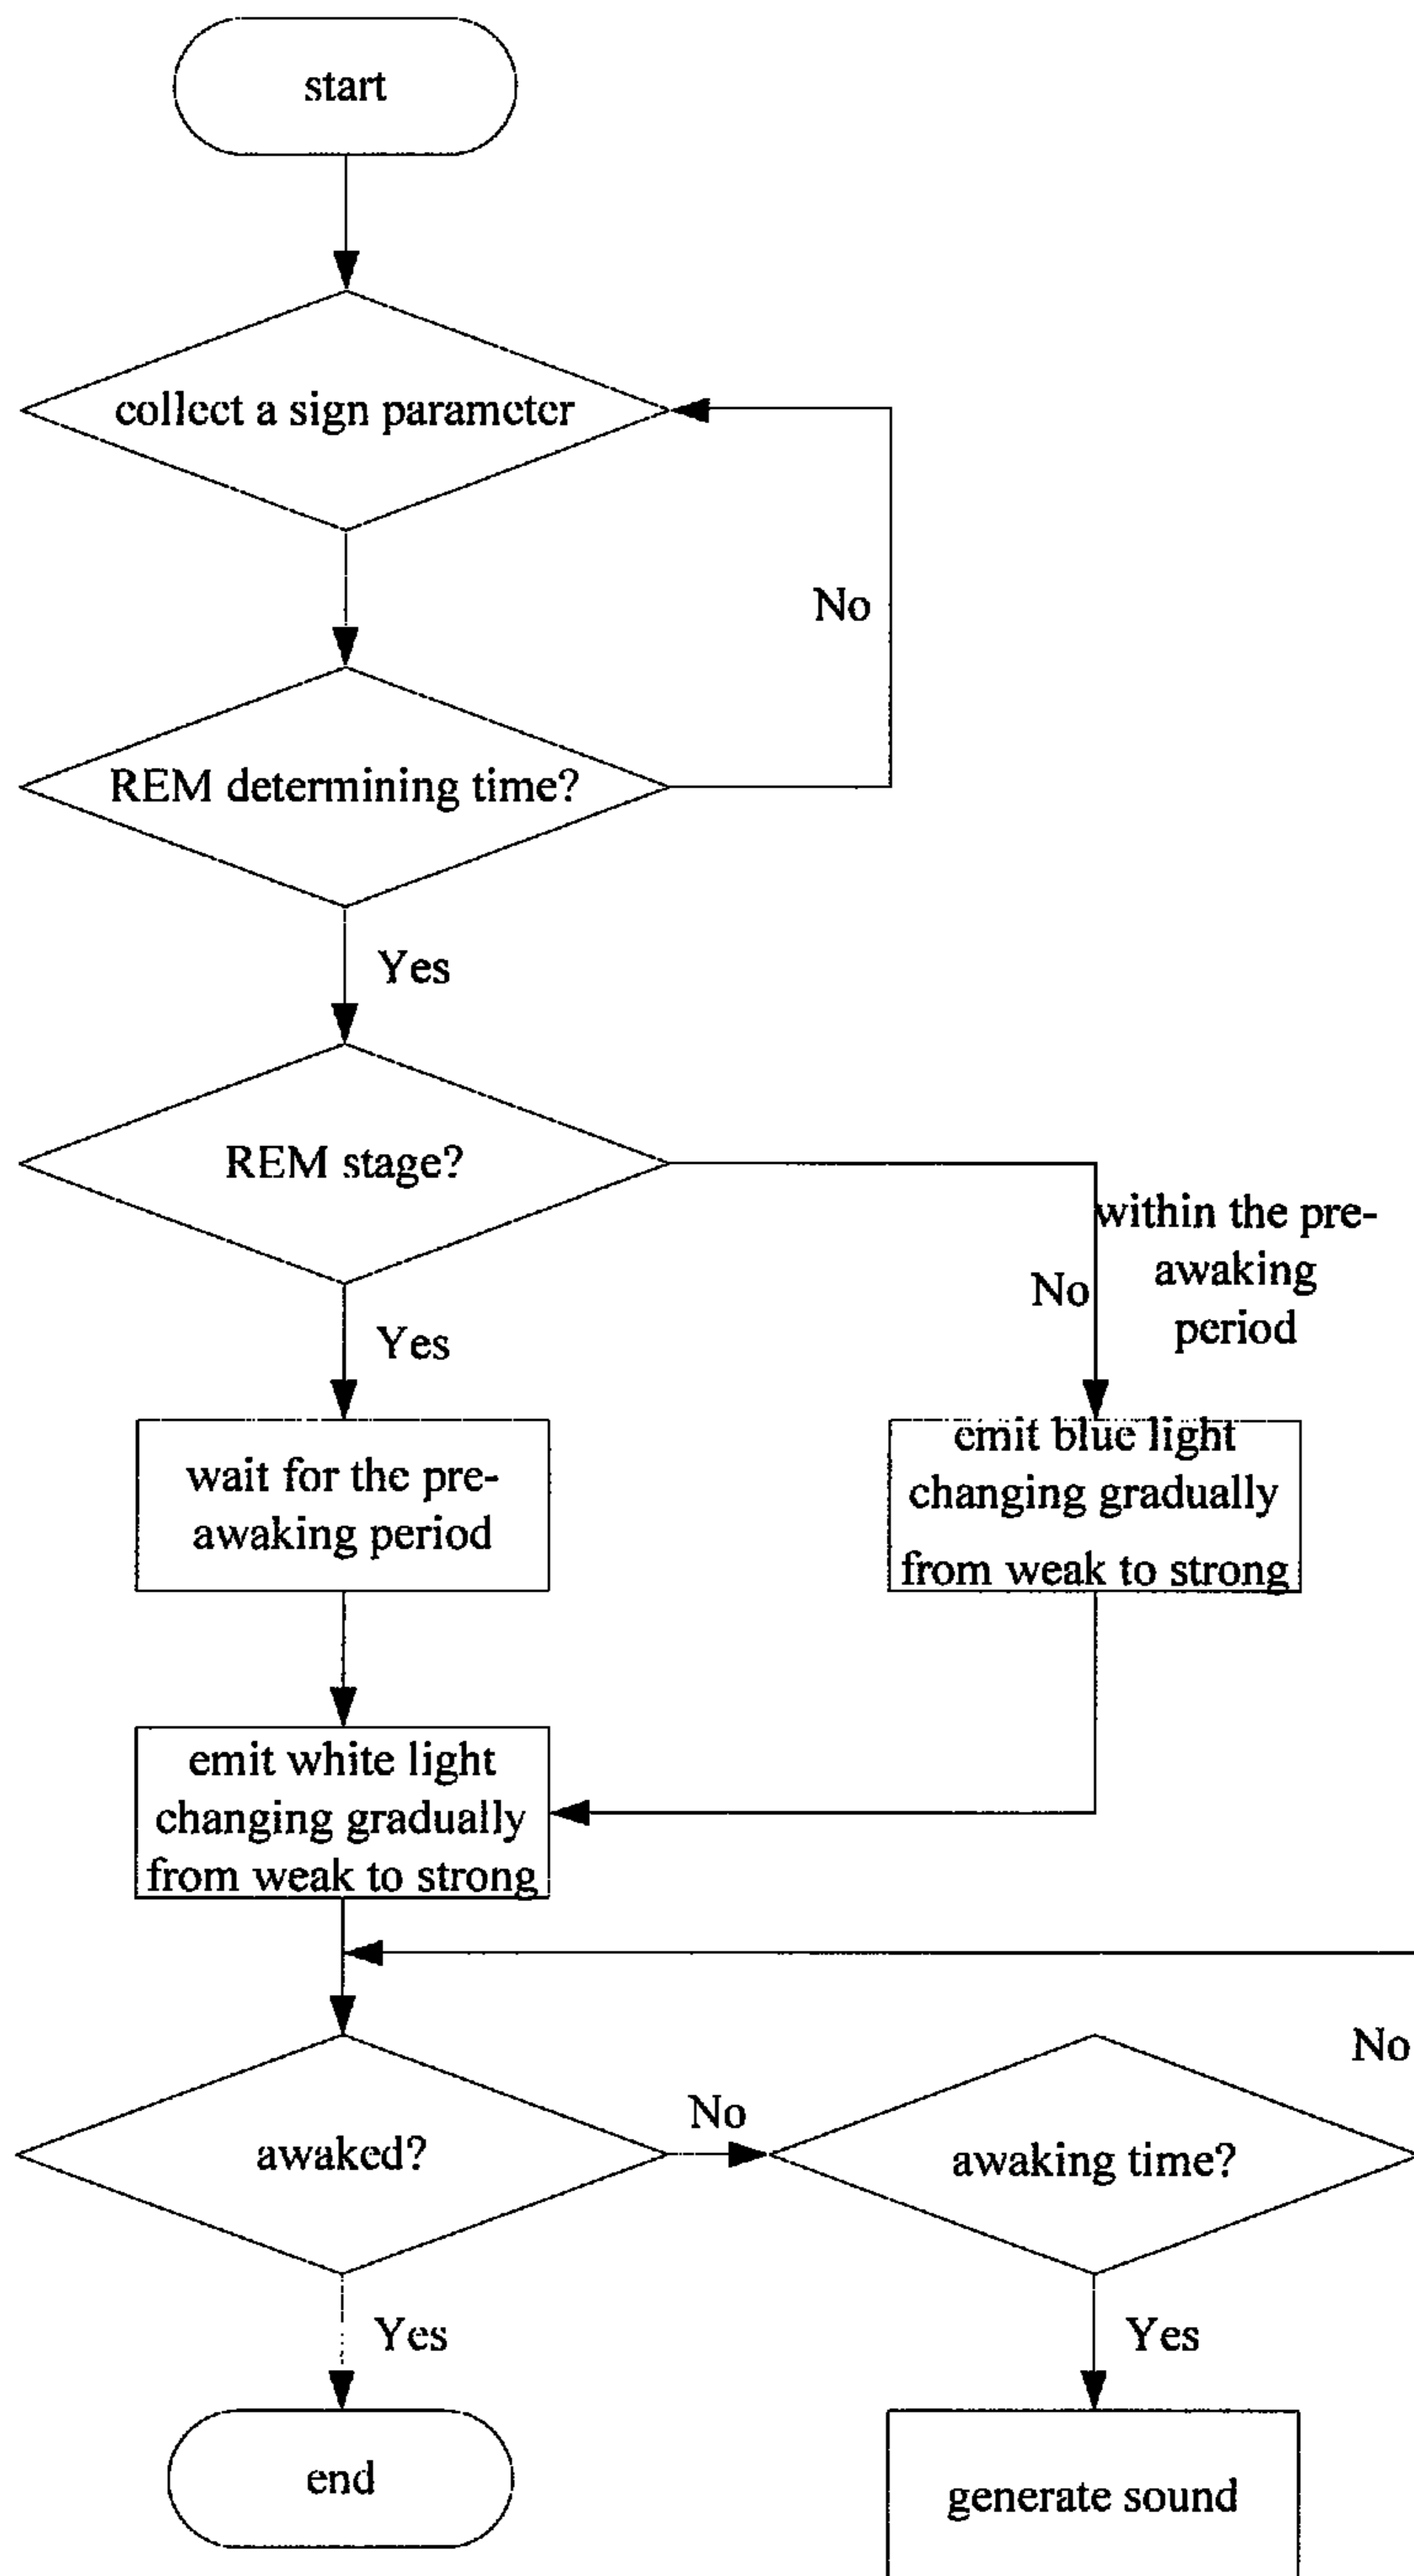 start
collect a sign parameter
No
REM determining time?
Yes
REM stage?
within the pre-
awaking
period
No
Yes
wait for the pre-
awaking period
emit blue light
changing gradually
from weak to strong
emit white light
changing gradually
from weak to strong
No
No
awaked?
awaking time?
Yes
Yes
end
generate sound